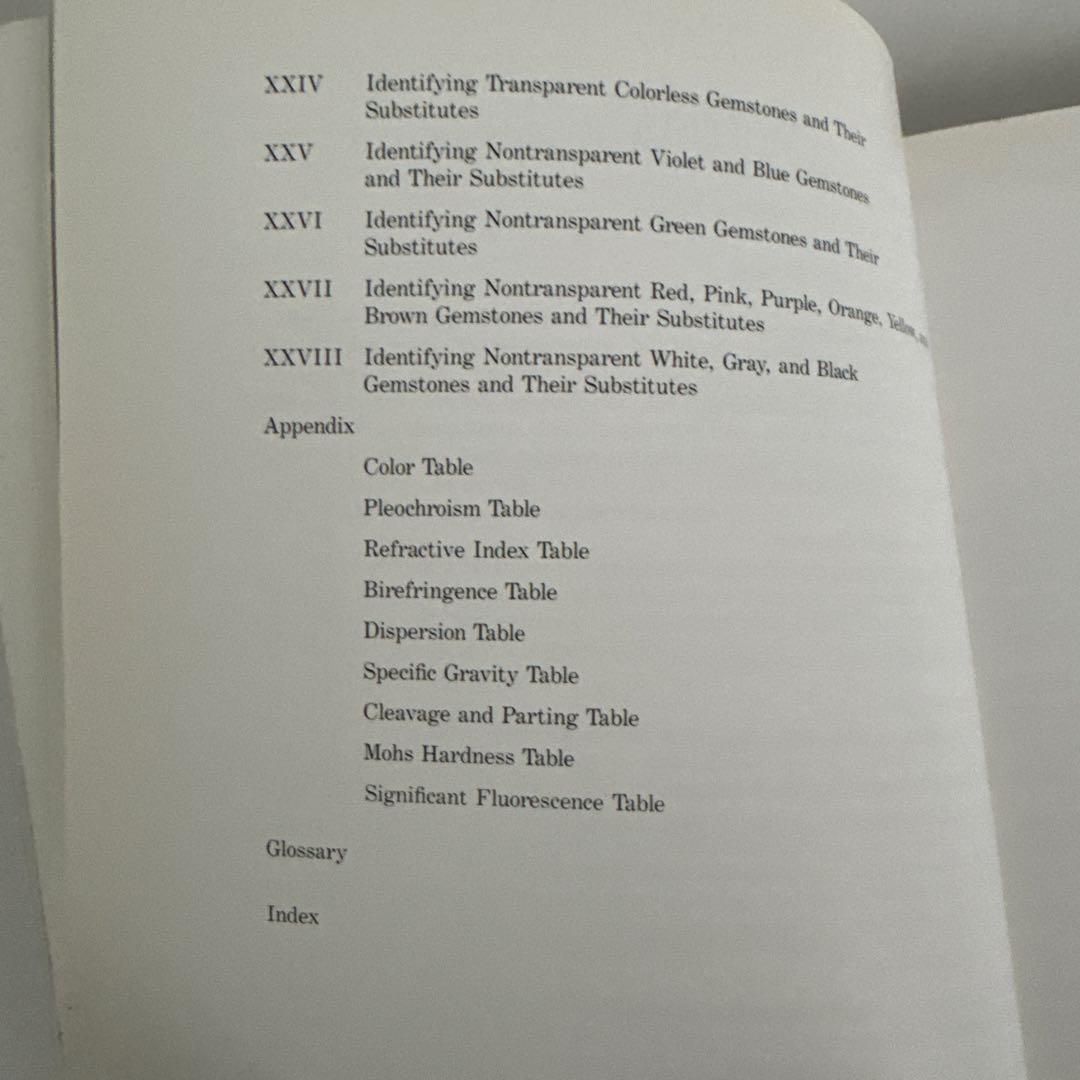 XXIV Identifying Transparent Colorless Gemstones and Their
Substitutes
XXV Identifying Nontransparent Violet and Blue Gemstones
and Their Substitutes
XXVI Identifying Nontransparent Green Gemstones and Their
Substitutes
XXVII Identifying Nontransparent Red, Pink, Purple, Orange, Yellow, and
Brown Gemstones and Their Substitutes
XXVIII Identifying Nontransparent White, Gray, and Black
Gemstones and Their Substitutes
Appendix
Color Table
Pleochroism Table
Refractive Index Table
Birefringence Table
Dispersion Table
Specific Gravity Table
Cleavage and Parting Table
Mohs Hardness Table
Significant Fluorescence Table
Glossary
Index